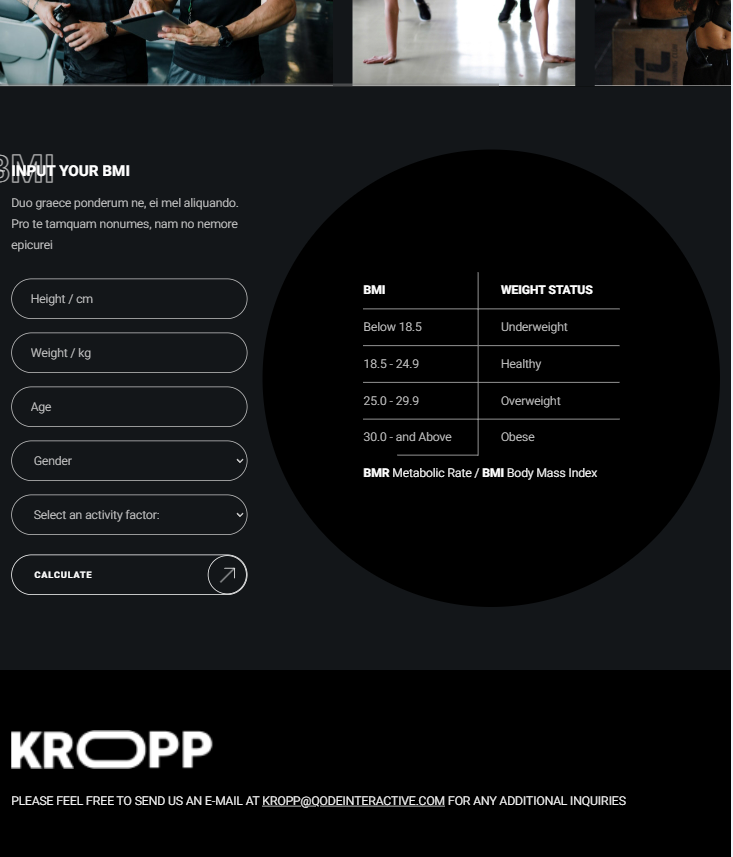 BMI
INPUT YOUR BMI
Duo graece ponderum ne, ei mel aliquando.
Pro te tamquam nonumes, nam no nemore
epicurei
Height / cm
Weight / kg
Age
Gender
Select an activity factor:
CALCULATE
BMI WEIGHT STATUS
Below 18.5 Underweight
18.5 - 24.9 Healthy
25.0 - 29.9 Overweight
30.0 - and Above Obese
BMR Metabolic Rate / BMI Body Mass Index
KROPP
PLEASE FEEL FREE TO SEND US AN E-MAIL AT KROPP@QODEINTERACTIVE.COM FOR ANY ADDITIONAL INQUIRIES